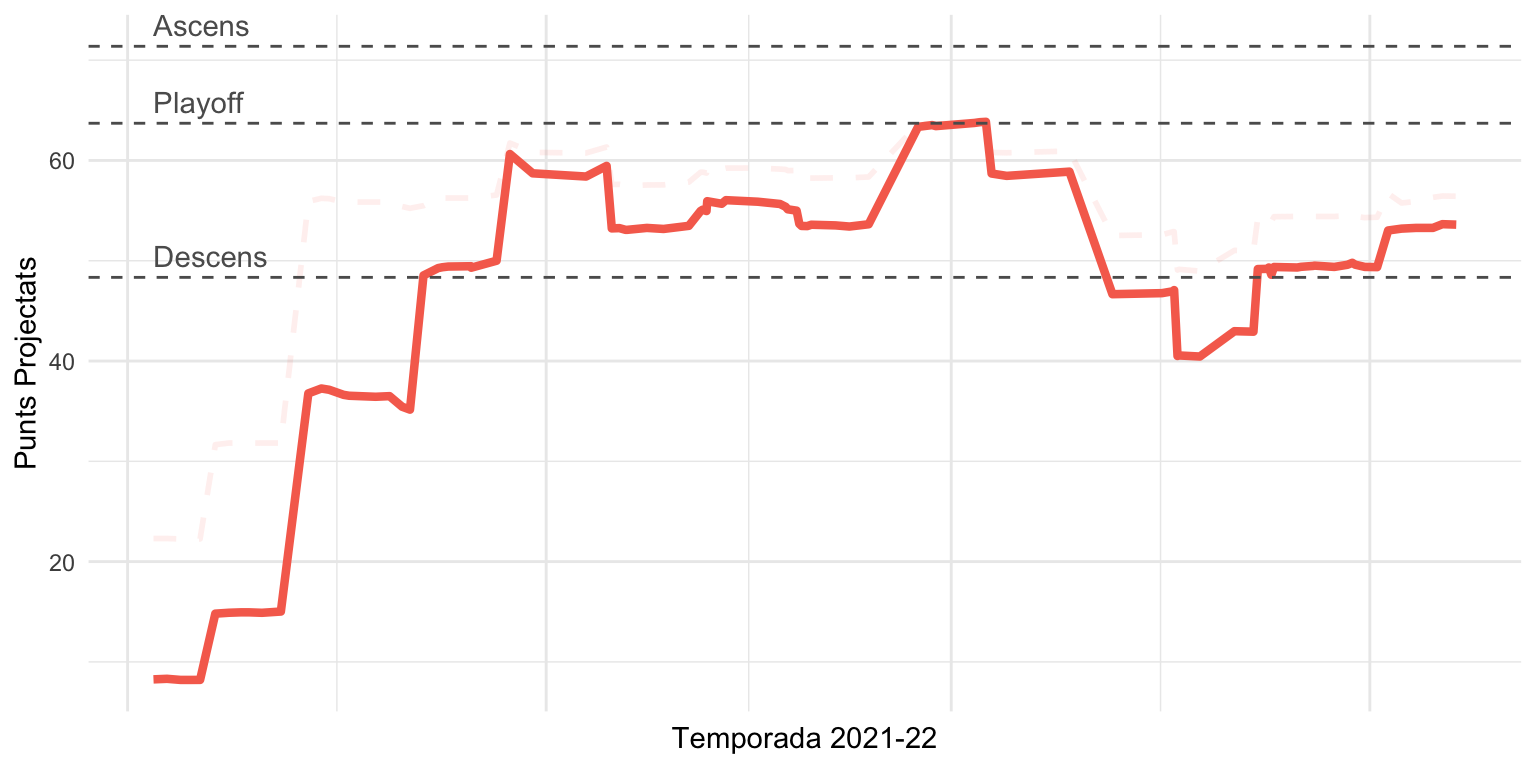 Ascens
Playoff
60
Descens
40
20
Punts Projectats
Temporada 2021-22